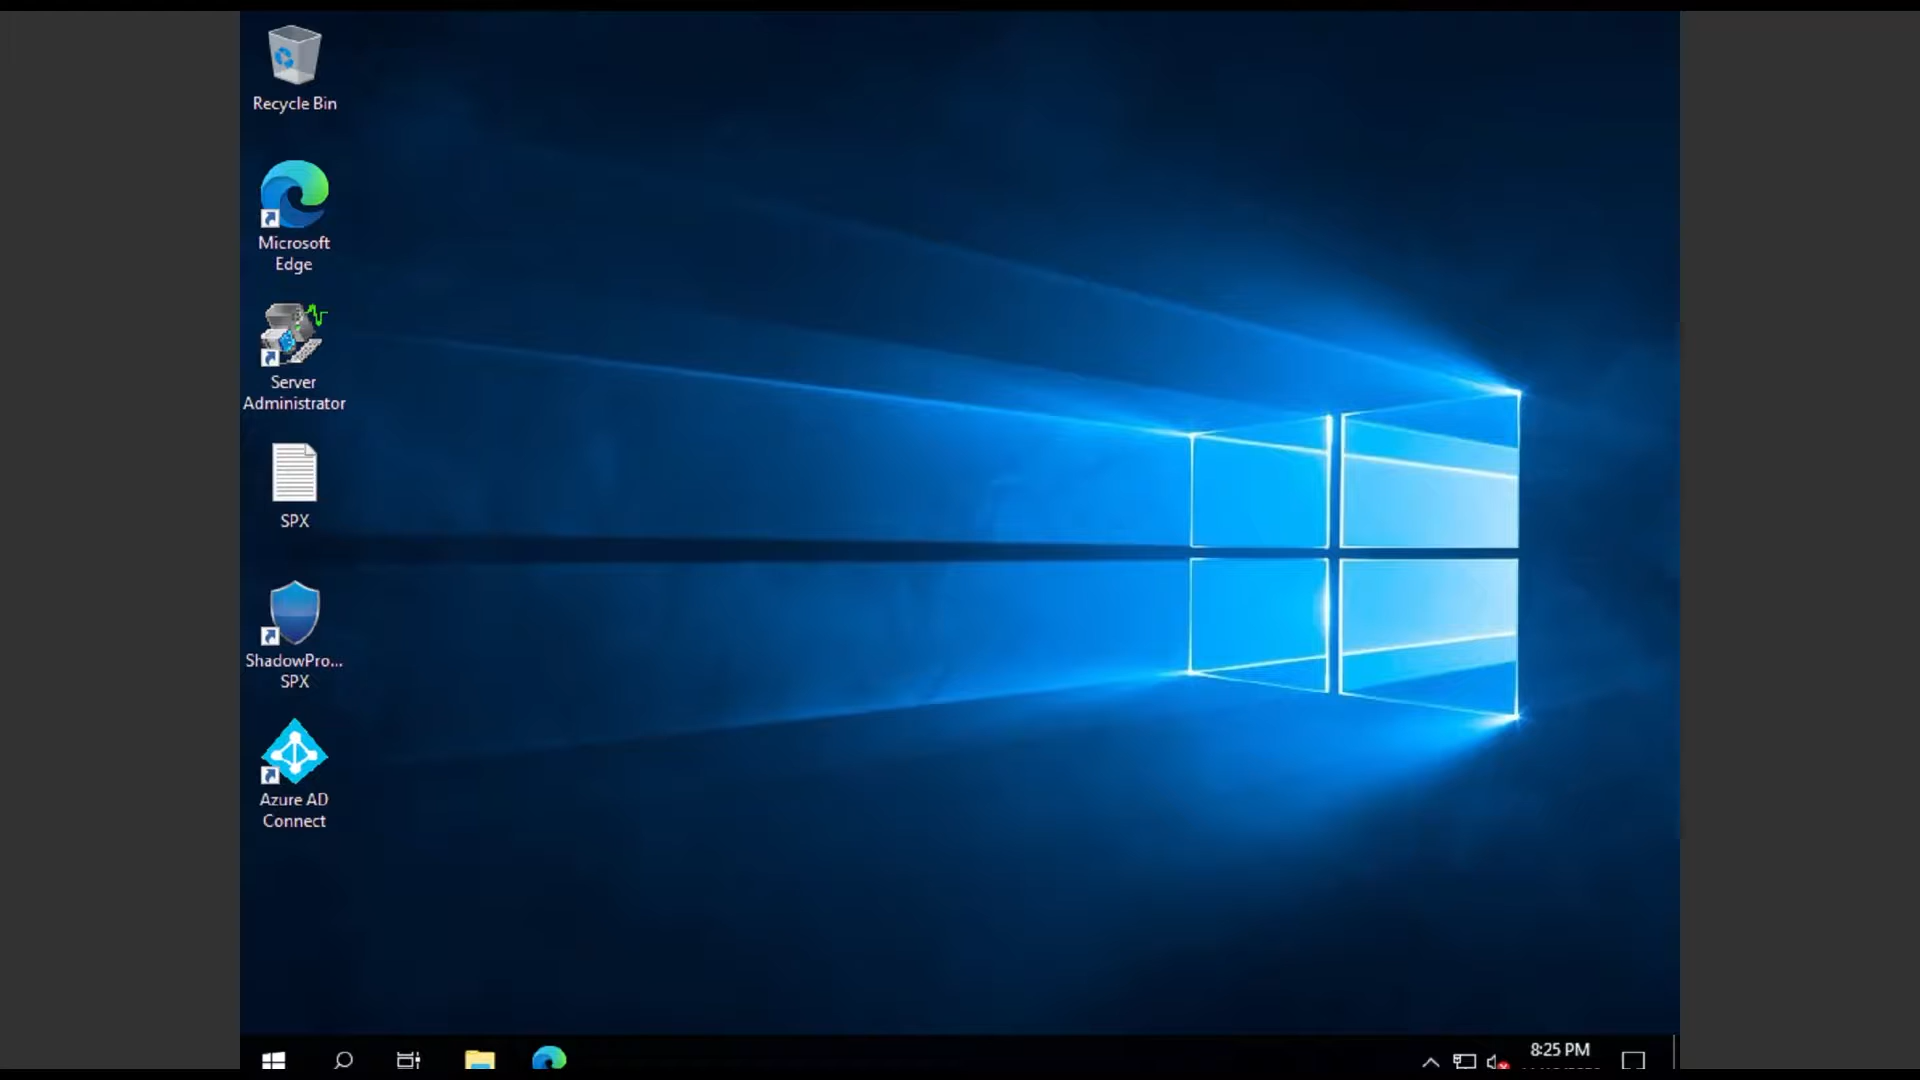 Recycle Bin
Microsoft
Edge
Server
Administrator
SPX
ShadowPro...
SPX
Azure AD
Connect
8:25 PM